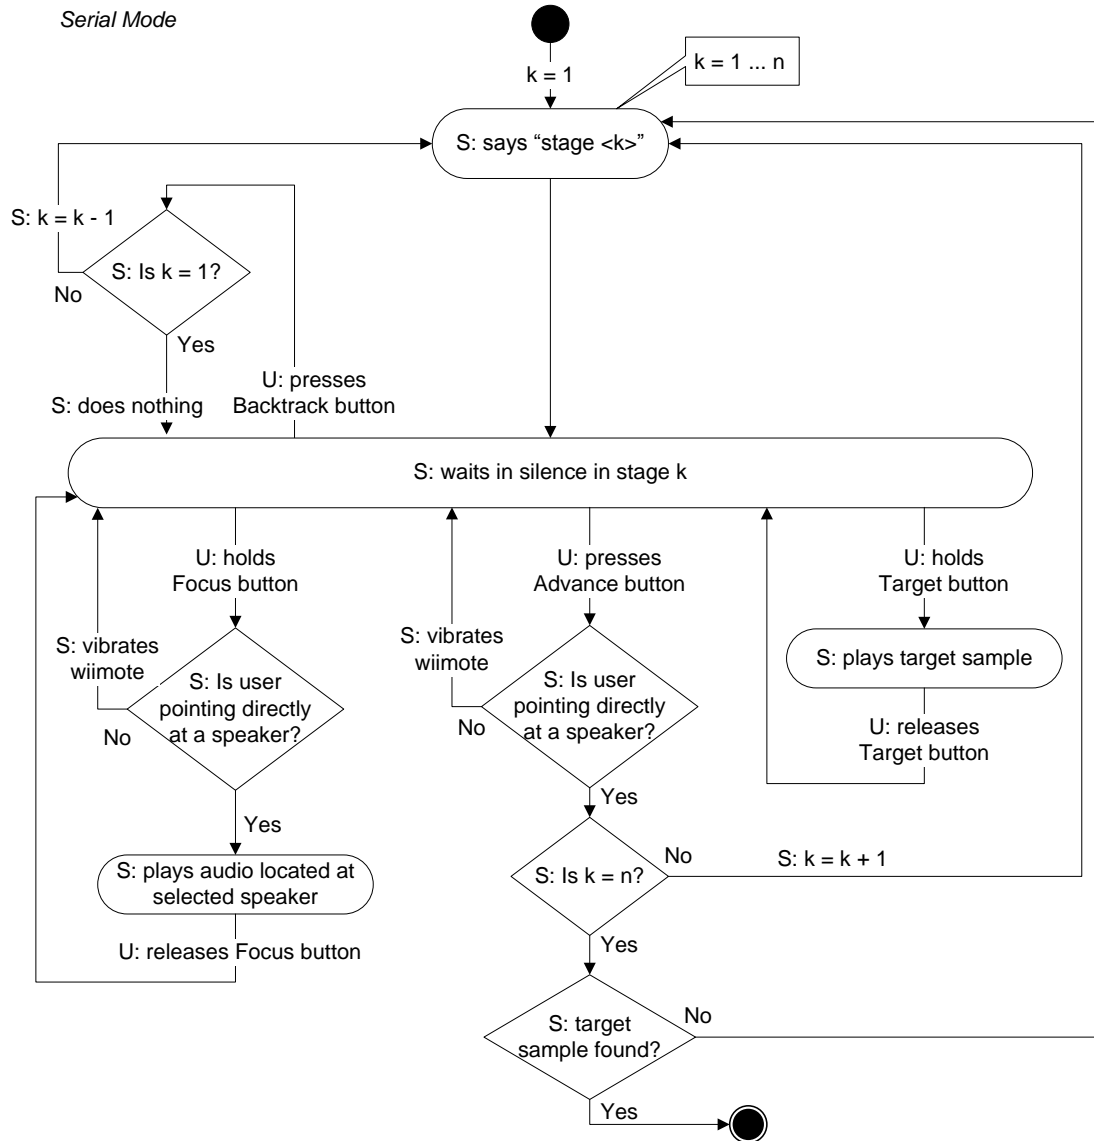 Serial Mode
k = 1
k = 1 ... n
S: says “stage <k>”
S: k = k - 1
S: Is k = 1?
No
Yes
S: does nothing
U: presses
Backtrack button
S: waits in silence in stage k
U: holds
Focus button
S: vibrates
wiimote
S: Is user
pointing directly
at a speaker?
No
Yes
S: plays audio located at
selected speaker
U: releases Focus button
U: presses
Advance button
S: vibrates
wiimote
S: Is user
pointing directly
at a speaker?
No
Yes
S: Is k = n?
No
S: k = k + 1
Yes
S: target
sample found?
No
Yes
U: holds
Target button
S: plays target sample
U: releases
Target button